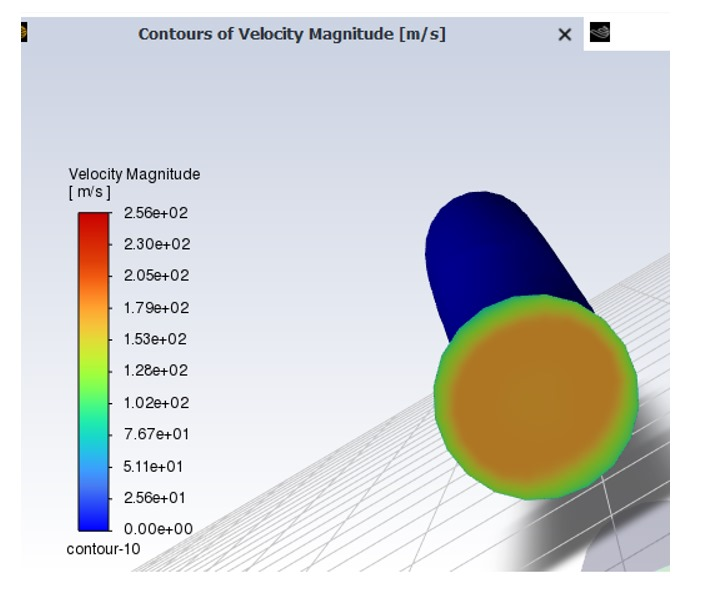 Contours of Velocity Magnitude [m/s]
Velocity Magnitude
[ m/s ]
2.56e+02
2.30e+02
2.05e+02
1.79e+02
1.53e+02
1.28e+02
1.02e+02
7.67e+01
5.11e+01
2.56e+01
0.00e+00
contour-10